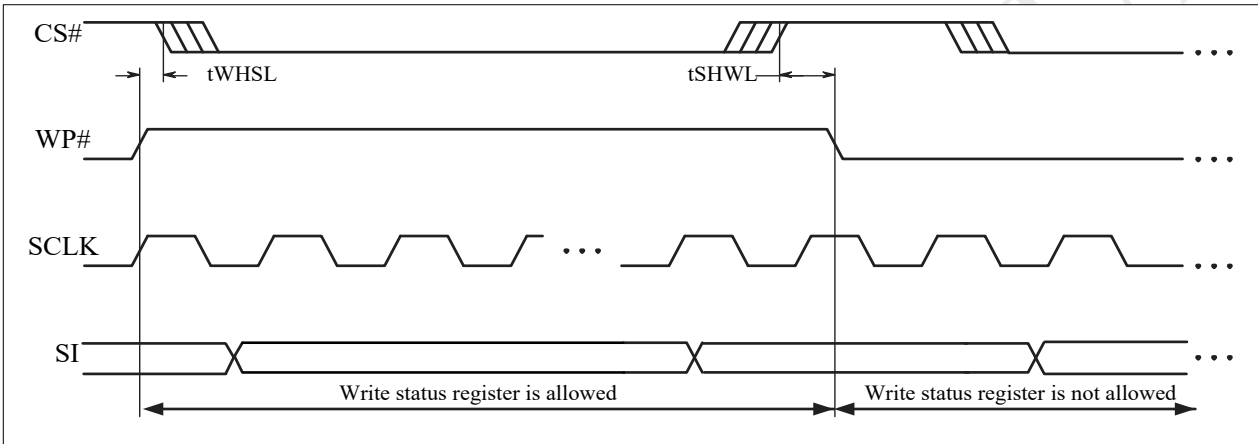 CS#
tWHSL
tSHWL
WP#
SCLK
SI
Write status register is allowed
Write status register is not allowed